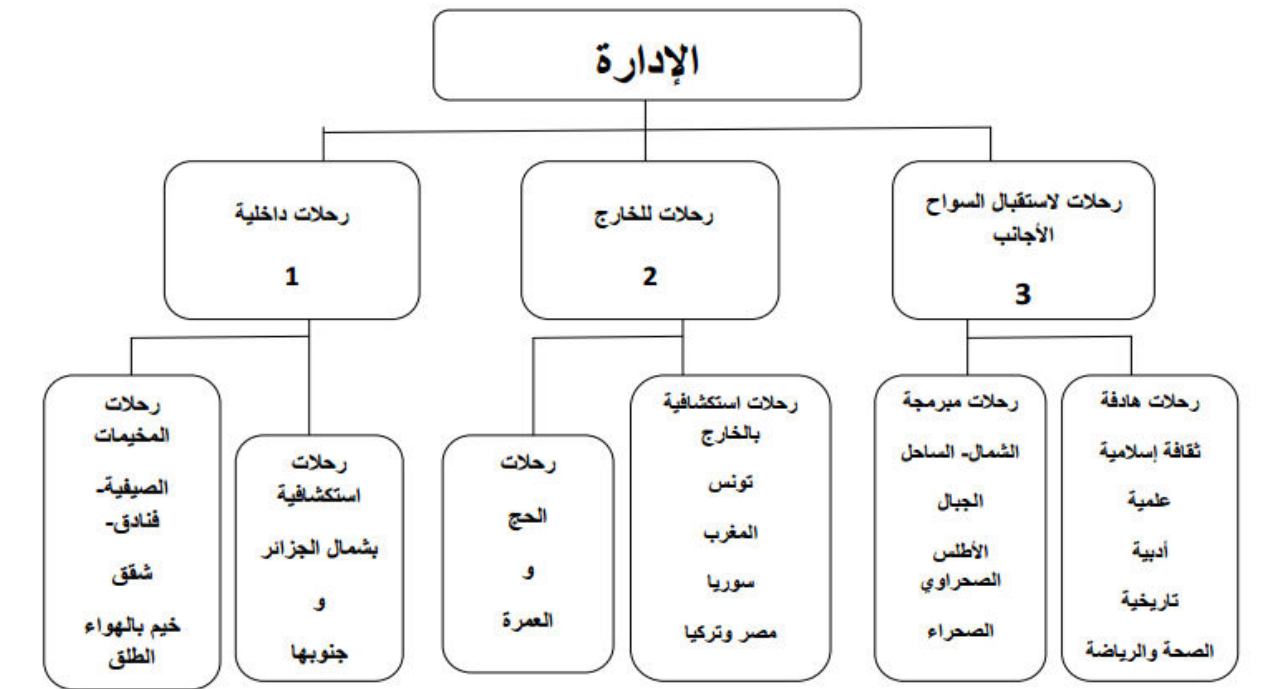 الإدارة
رحلات لاستقبال السواح
الأجانب
3
رحلات للخارج
2
رحلات داخلية
1
رحلات هادفة
ثقافة إسلامية
علمية
أدبية
تاريخية
الصحة والرياضة
رحلات مبرمجة
الشمال- الساحل
الجبال
الأطلس
الصحراوي
الصحراء
رحلات استكشافية
بالخارج
تونس
المغرب
سوريا
مصر وتركيا
رحلات
الحج
و
العمرة
رحلات
استكشافية
بشمال الجزائر
و
جنوبها
رحلات
المخيمات
الصيفية-
فنادق-
شقق
خيم بالهواء
الطلق